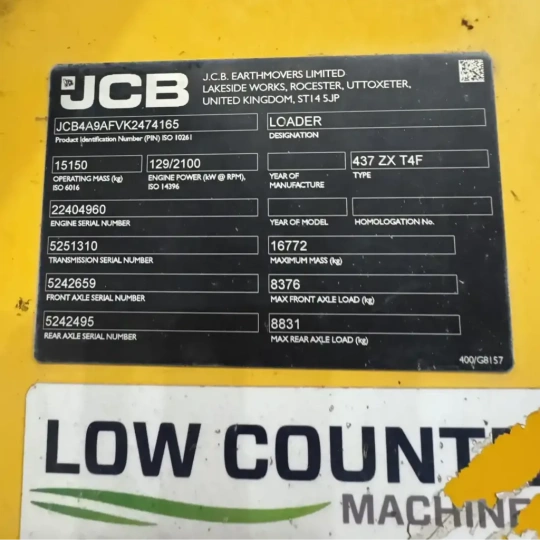 JCB
J.C.B. EARTHMOVERS LIMITED
LAKESIDE WORKS, ROCESTER, UTTOXETER,
UNITED KINGDOM, ST14 5JP
JCB4A9AFVK2474165
Product Identification Number (PIN) ISO 10261
LOADER
DESIGNATION
15150
OPERATING MASS (kg)
ISO 6016
129/2100
ENGINE POWER (kW @ RPM),
ISO 14396
YEAR OF
MANUFACTURE
437 ZX T4F
TYPE
22404960
ENGINE SERIAL NUMBER
YEAR OF MODEL
HOMOLOGATION No.
5251310
TRANSMISSION SERIAL NUMBER
16772
MAXIMUM MASS (kg)
5242659
FRONT AXLE SERIAL NUMBER
8376
MAX FRONT AXLE LOAD (kg)
5242495
REAR AXLE SERIAL NUMBER
8831
MAX REAR AXLE LOAD (kg)
400/G8157
LOW COUNT
MACHINE